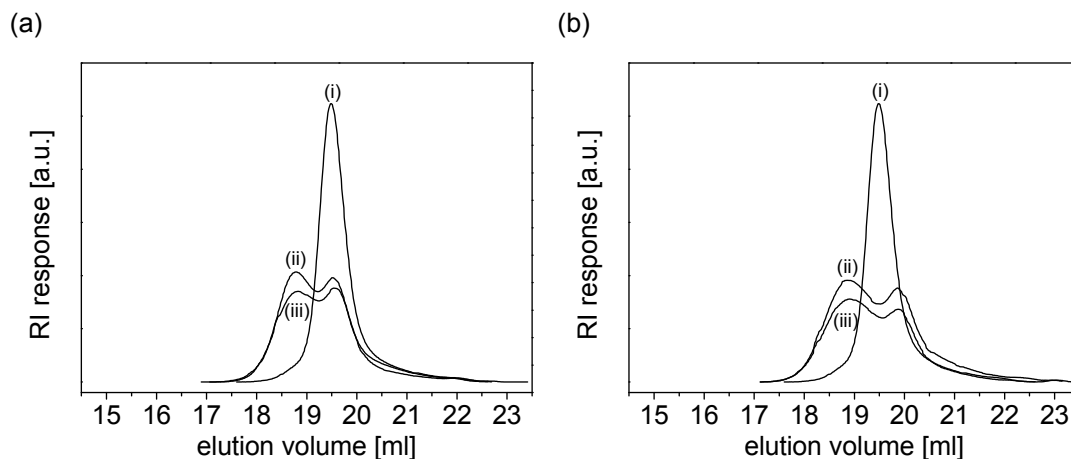 (a)
(i)
(ii)
(iii)
RI response [a.u.]
15 16 17 18 19 20 21 22 23
elution volume [ml]
(b)
(i)
(ii)
(iii)
RI response [a.u.]
15 16 17 18 19 20 21 22 23
elution volume [ml]